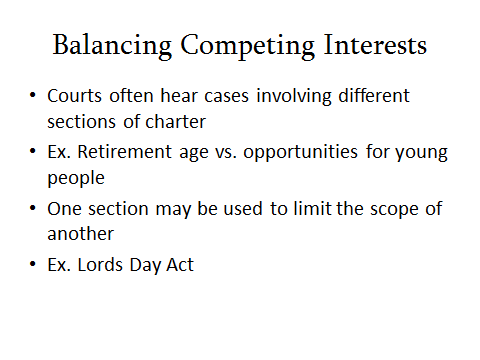 Balancing Competing Interests
• Courts often hear cases involving different
sections of charter
• Ex. Retirement age vs. opportunities for young
people
• One section may be used to limit the scope of
another
• Ex. Lords Day Act